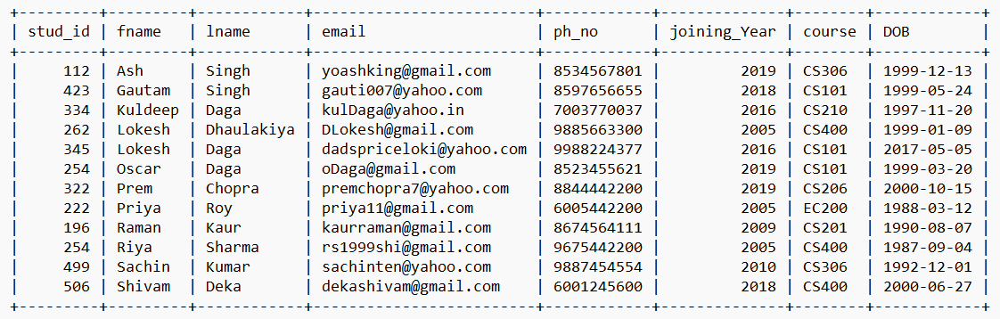 +---------+---------+------------+-----------------------+------------+--------------+--------+------------+
| stud_id | fname   | lname      | email                 | ph_no      | joining_Year | course | DOB        |
+---------+---------+------------+-----------------------+------------+--------------+--------+------------+
|     112 | Ash     | Singh      | yoashking@gmail.com   | 8534567801 |         2019 | CS306  | 1999-12-13 |
|     423 | Gautam  | Singh      | gauti007@yahoo.com    | 8597656655 |         2018 | CS101  | 1999-05-24 |
|     334 | Kuldeep | Daga       | kulDaga@yahoo.in      | 7003770037 |         2016 | CS210  | 1997-11-20 |
|     262 | Lokesh  | Dhaulakiya | DLokesh@gmail.com     | 9885663300 |         2005 | CS400  | 1999-01-09 |
|     345 | Lokesh  | Daga       | dadspriceloki@yahoo.com | 9988224377 |         2016 | CS101  | 2017-05-05 |
|     254 | Oscar   | Daga       | oDaga@gmail.com       | 8523455621 |         2019 | CS101  | 1999-03-20 |
|     322 | Prem    | Chopra     | premchopra7@yahoo.com | 8844442200 |         2019 | CS206  | 2000-10-15 |
|     222 | Priya   | Roy        | priya11@gmail.com     | 6005442200 |         2005 | EC200  | 1988-03-12 |
|     196 | Raman   | Kaur       | kaurraman@gmail.com   | 8674564111 |         2009 | CS201  | 1990-08-07 |
|     254 | Riya    | Sharma     | rs1999shi@gmail.com   | 9675442200 |         2005 | CS400  | 1987-09-04 |
|     499 | Sachin  | Kumar      | sachinten@yahoo.com   | 9887454554 |         2010 | CS306  | 1992-12-01 |
|     506 | Shivam  | Deka       | dekashivam@gmail.com  | 6001245600 |         2018 | CS400  | 2000-06-27 |
+---------+---------+------------+-----------------------+------------+--------------+--------+------------+